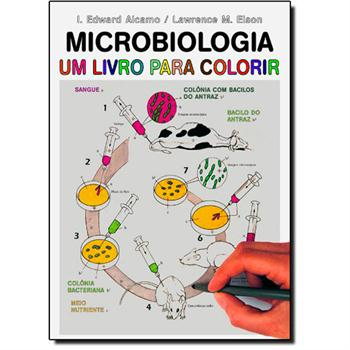 I. Edward Alcamo / Lawrence M. Elson
MICROBIOLOGIA
UM LIVRO PARA COLORIR
SANGUE a
COLÔNIA COM BACILOS
DO ANTRAZ b¹
BACILO DO
ANTRAZ b
1
2
3
4
5
6
7
COLÔNIA
BACTERIANA c
MEIO
NUTRIENTE d